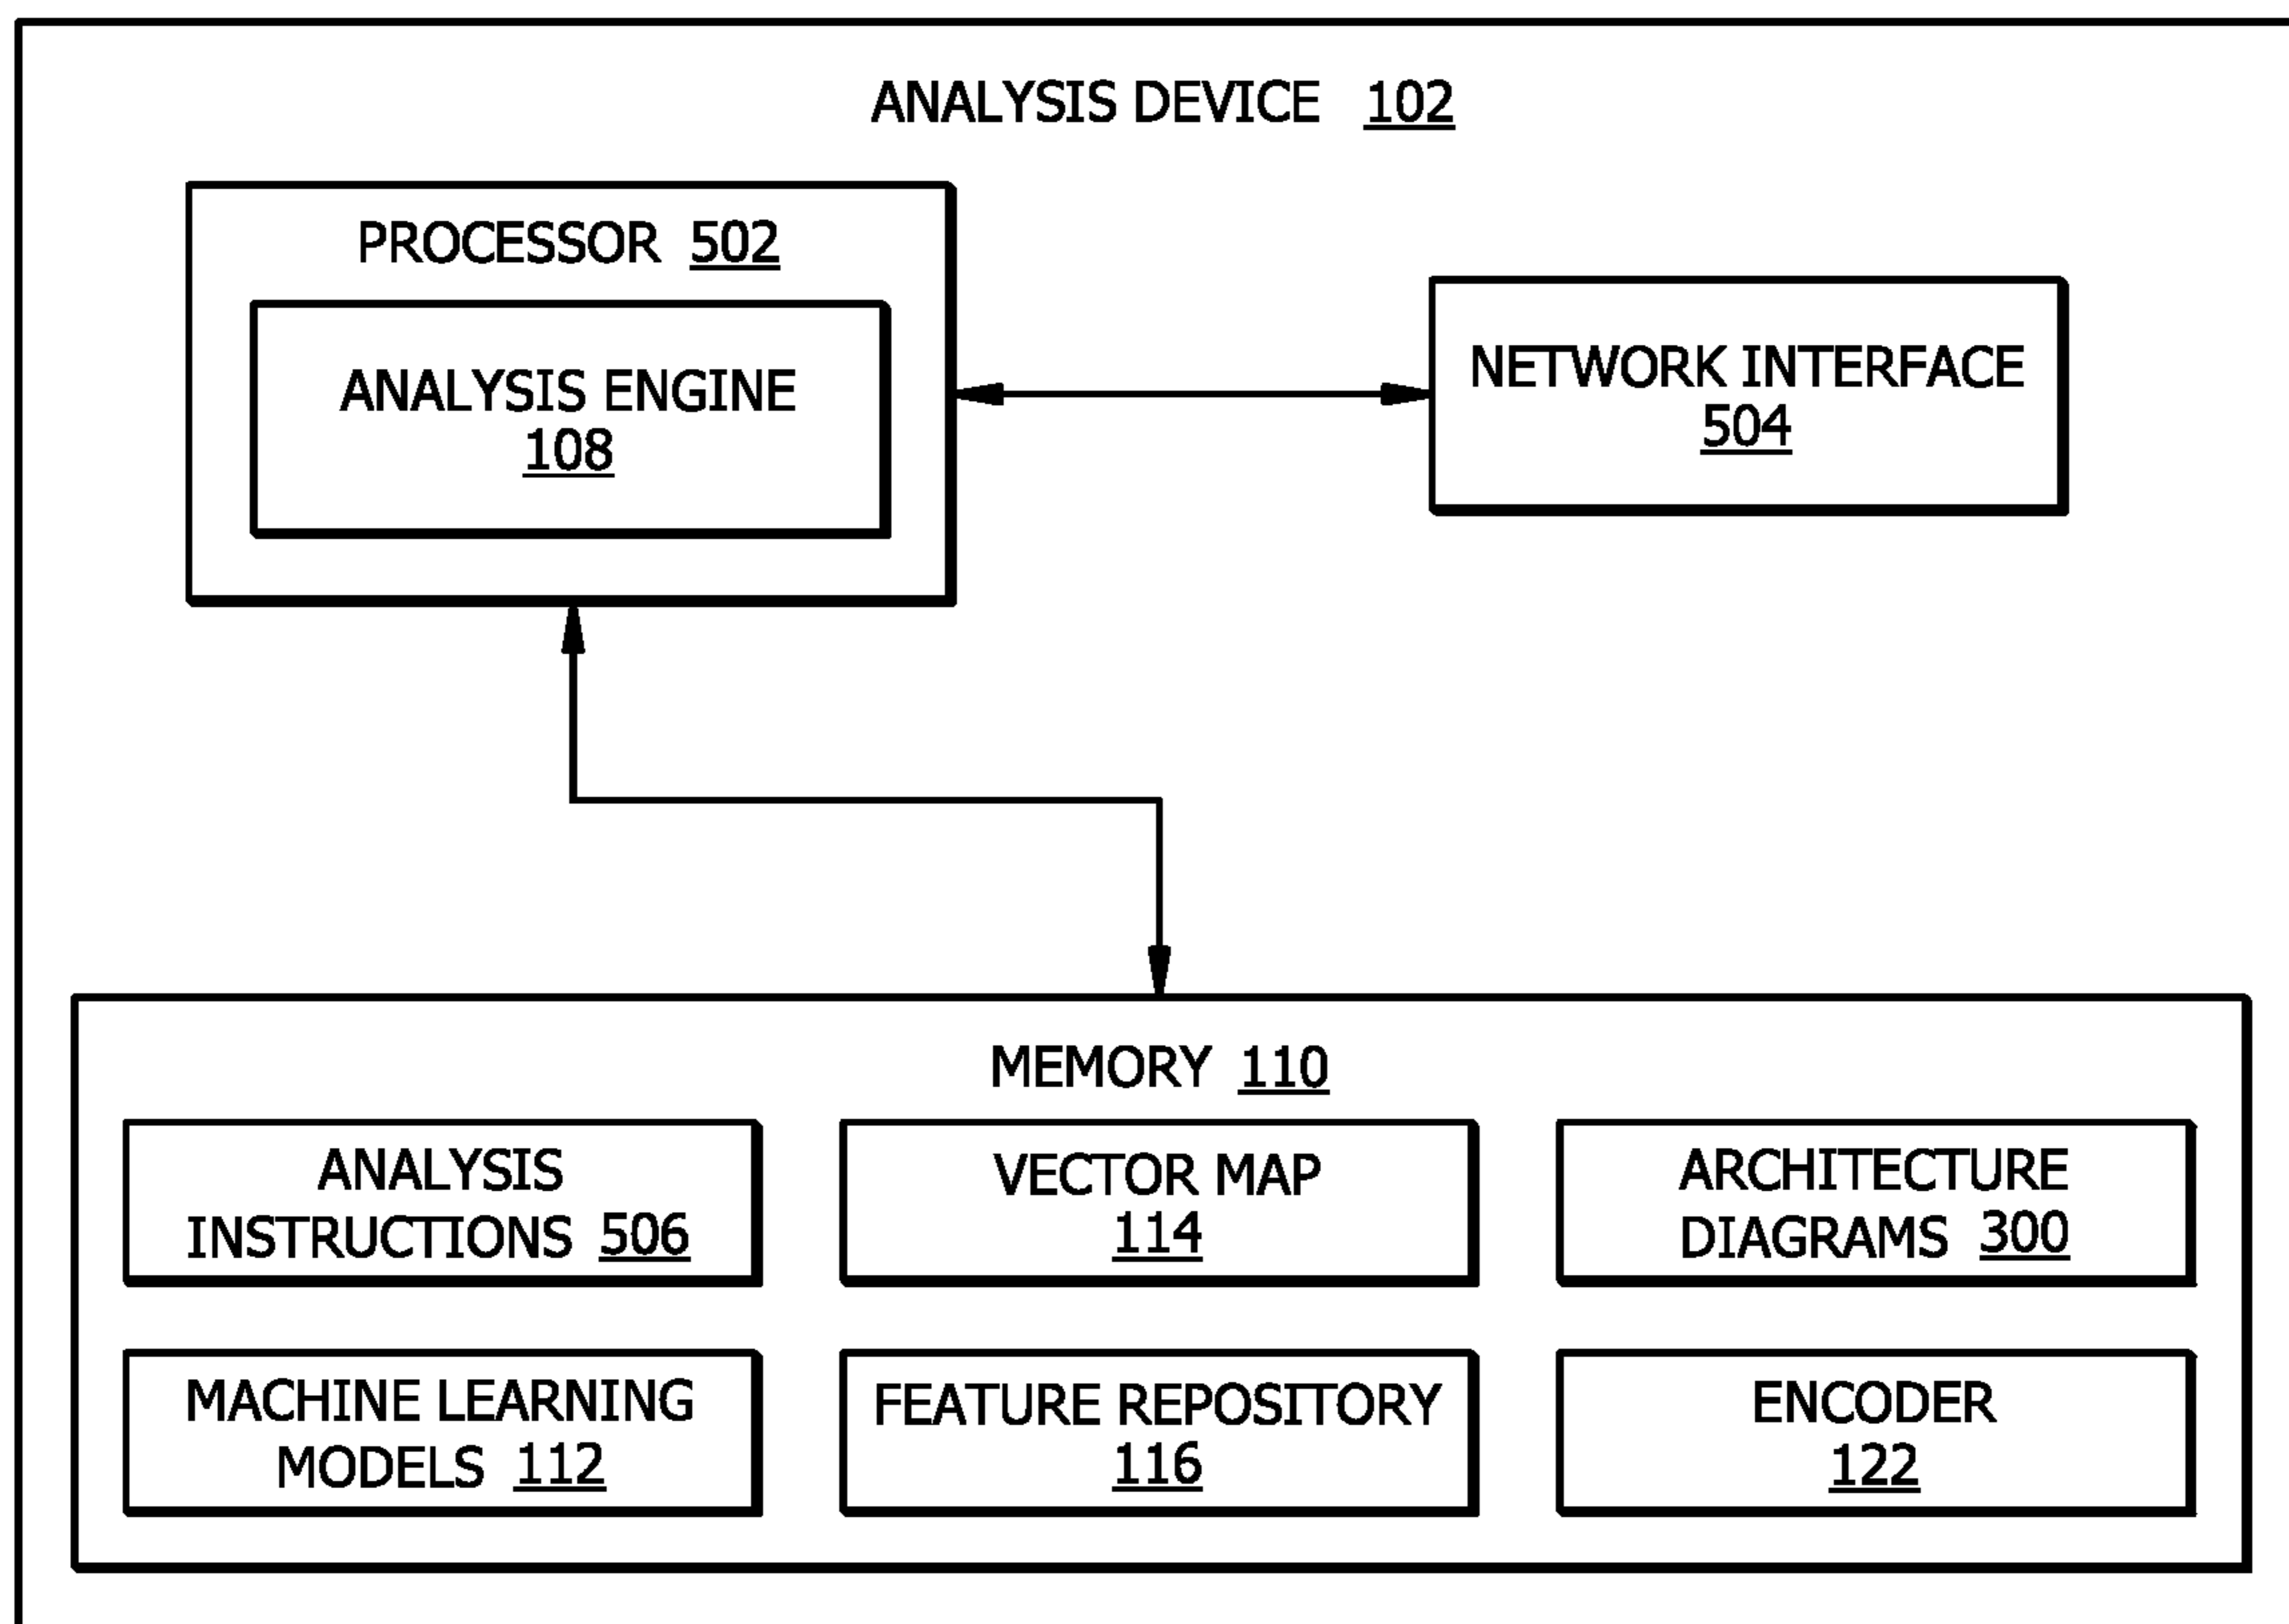 ANALYSIS DEVICE 102
PROCESSOR 502
ANALYSIS ENGINE
108
NETWORK INTERFACE
504
MEMORY 110
ANALYSIS
INSTRUCTIONS 506
VECTOR MAP
114
ARCHITECTURE
DIAGRAMS 300
MACHINE LEARNING
MODELS 112
FEATURE REPOSITORY
116
ENCODER
122